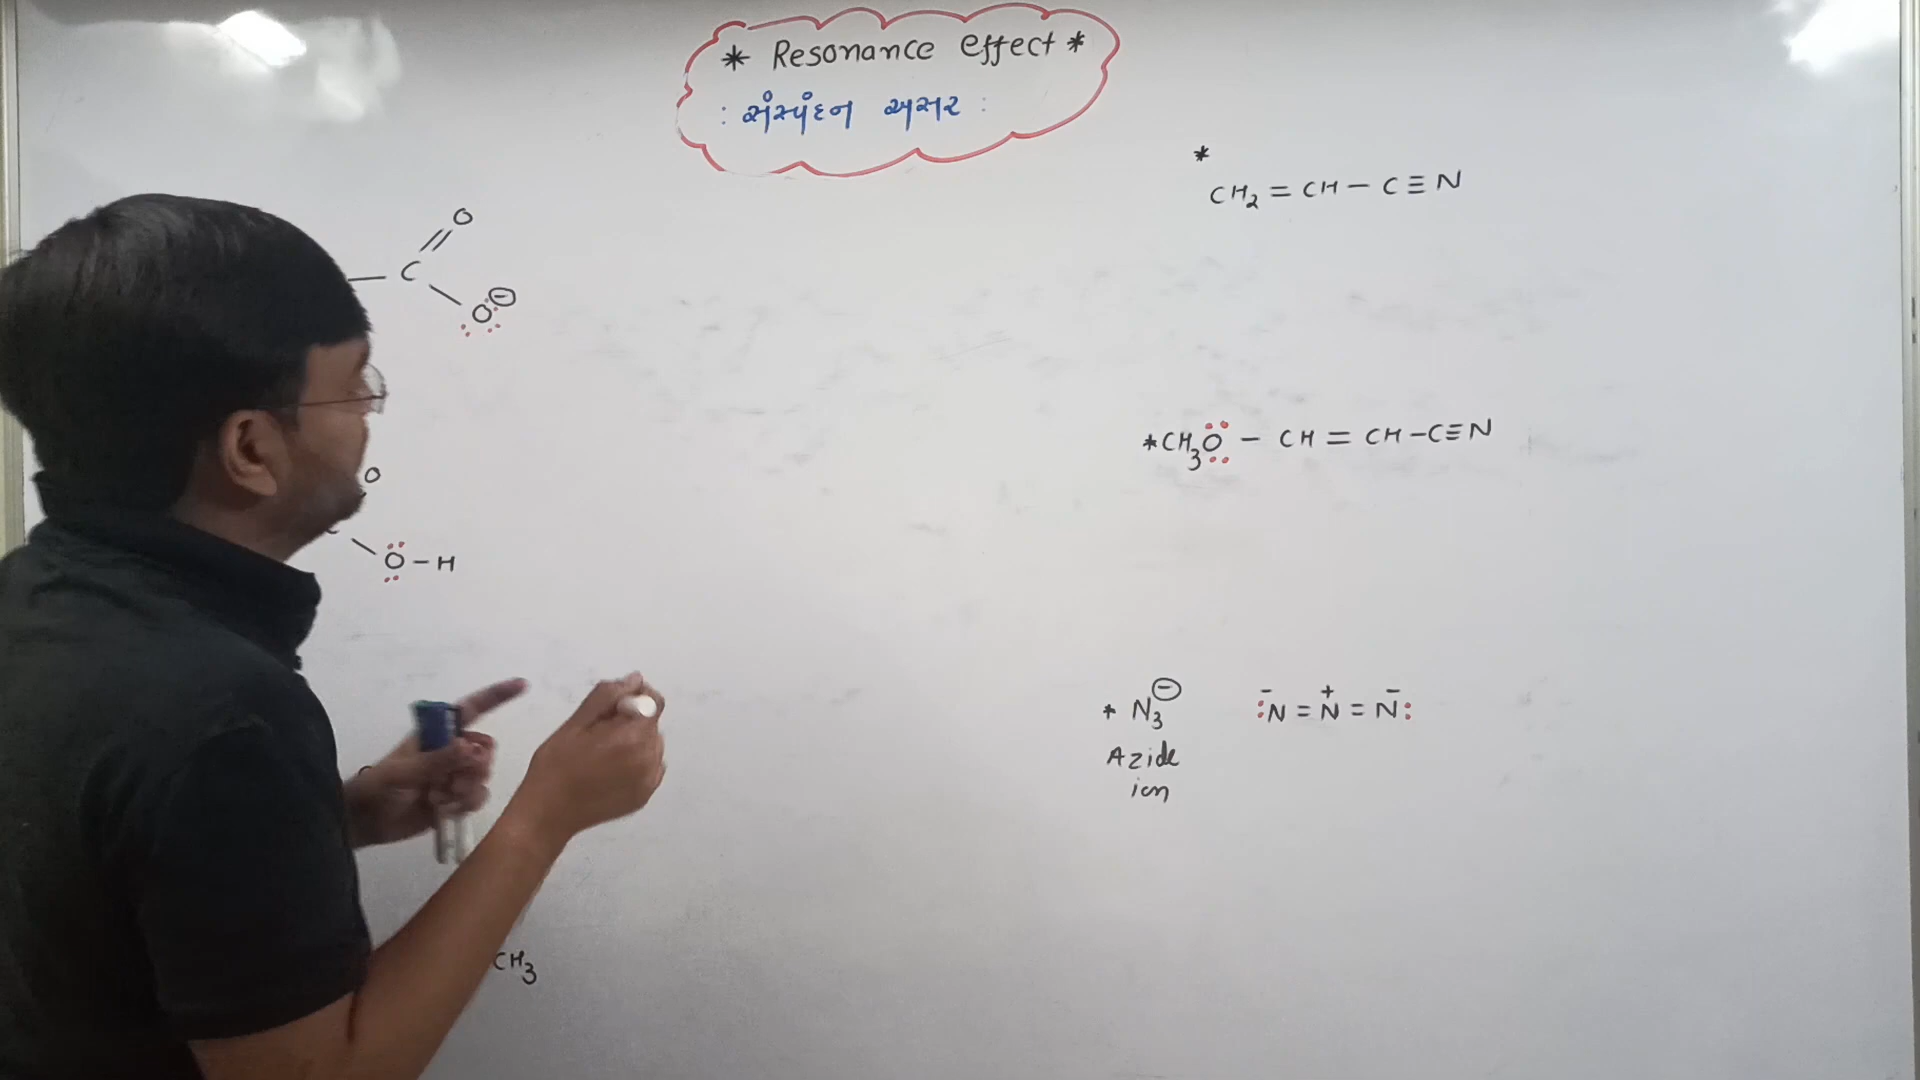 * Resonance effect *
: સંસ્પંદન અસર :
*
CH₂ = CH – C ≡ N
O
— C
O⊖
* CH₃O – CH = CH – C≡N
O
O – H
* N₃⊖ :N̄ = N⁺ = N̄:
Azide
ion
CH₃